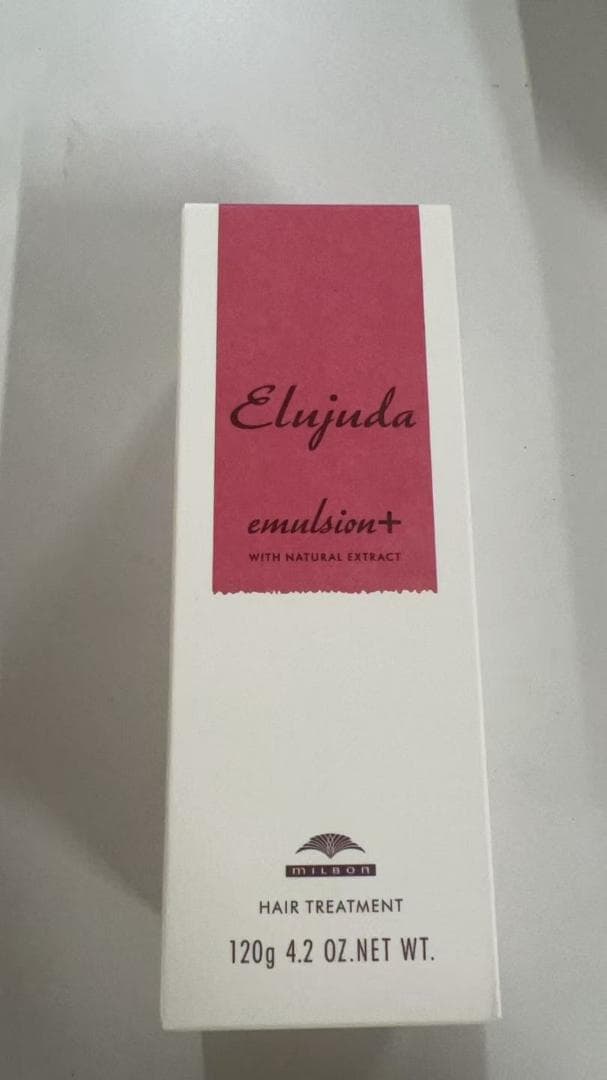 Elujuda
emulsion+
WITH NATURAL EXTRACT
MILBON
HAIR TREATMENT
120g 4.2 OZ.NET WT.